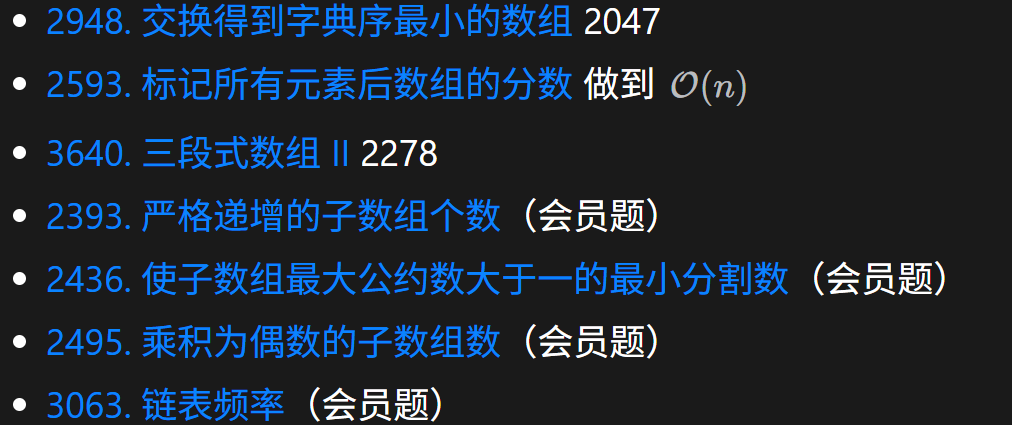 • 2948. 交换得到字典序最小的数组 2047
• 2593. 标记所有元素后数组的分数 做到 𝒪(n)
• 3640. 三段式数组 II 2278
• 2393. 严格递增的子数组个数（会员题）
• 2436. 使子数组最大公约数大于一的最小分割数（会员题）
• 2495. 乘积为偶数的子数组数（会员题）
• 3063. 链表频率（会员题）